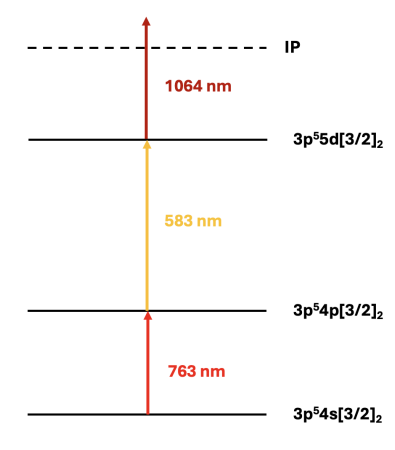 IP
1064 nm
3p⁵5d[3/2]₂
583 nm
3p⁵4p[3/2]₂
763 nm
3p⁵4s[3/2]₂